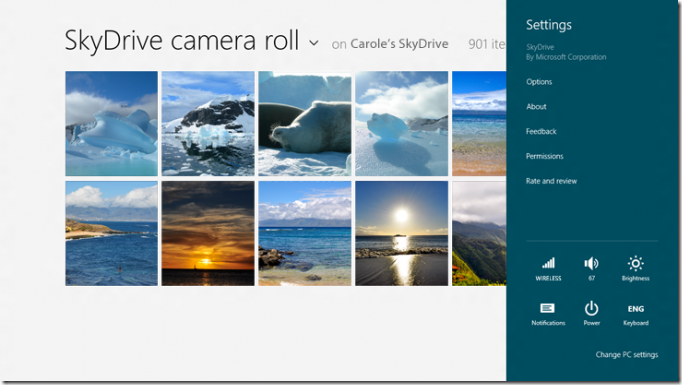 SkyDrive camera roll on Carole's SkyDrive 901 ite
Settings
SkyDrive
By Microsoft Corporation
Options
About
Feedback
Permissions
Rate and review
WIRELESS 67 Brightness
Notifications Power ENG Keyboard
Change PC settings